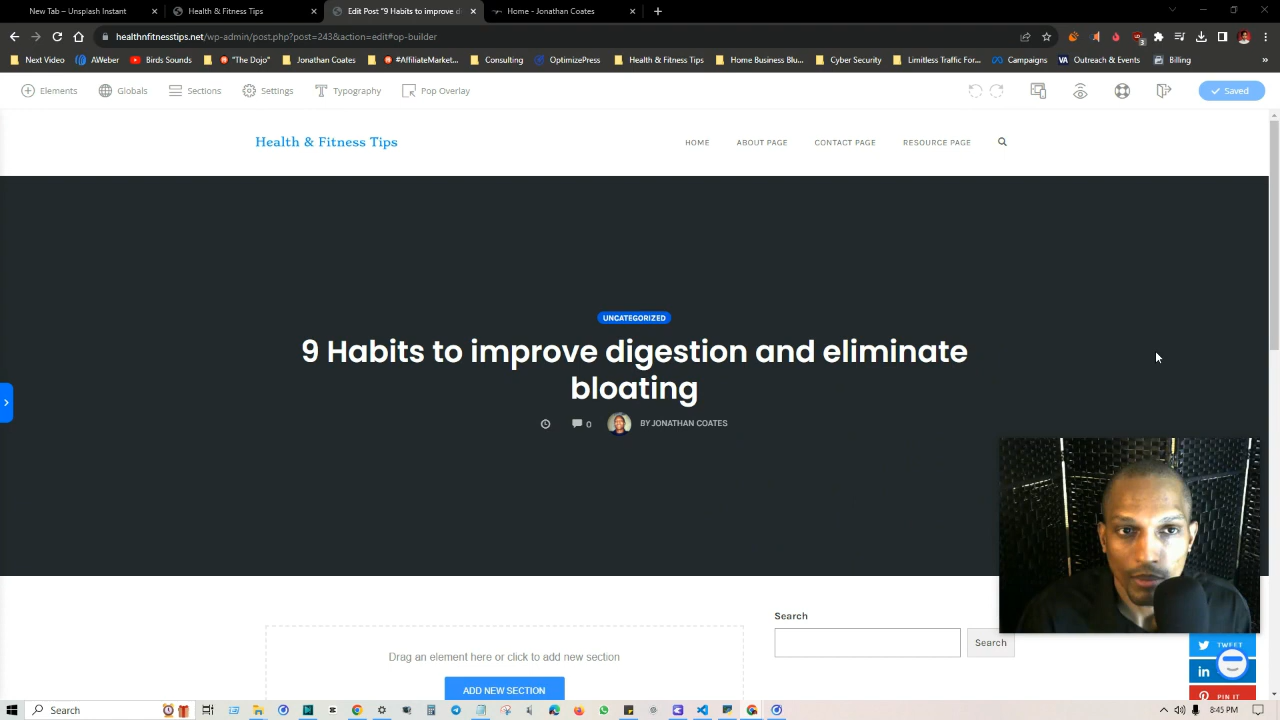 New Tab – Unsplash Instant
Health & Fitness Tips
Edit Post "9 Habits to improve d
Home - Jonathan Coates
healthnfitnesstips.net/wp-admin/post.php?post=243&action=edit#op-builder
Next Video
AWeber
Birds Sounds
*"The Dojo"
Jonathan Coates
#AffiliateMarket...
Consulting
OptimizePress
Health & Fitness Tips
Home Business Blu...
Cyber Security
Limitless Traffic For...
Campaigns
VA
Outreach & Events
Billing
Elements
Globals
Sections
Settings
Typography
Pop Overlay
Saved
Health & Fitness Tips
HOME
ABOUT PAGE
CONTACT PAGE
RESOURCE PAGE
UNCATEGORIZED
9 Habits to improve digestion and eliminate
bloating
0
BY JONATHAN COATES
Search
Search
Drag an element here or click to add new section
ADD NEW SECTION
TWEET
in
PIN IT
Search
8:45 PM